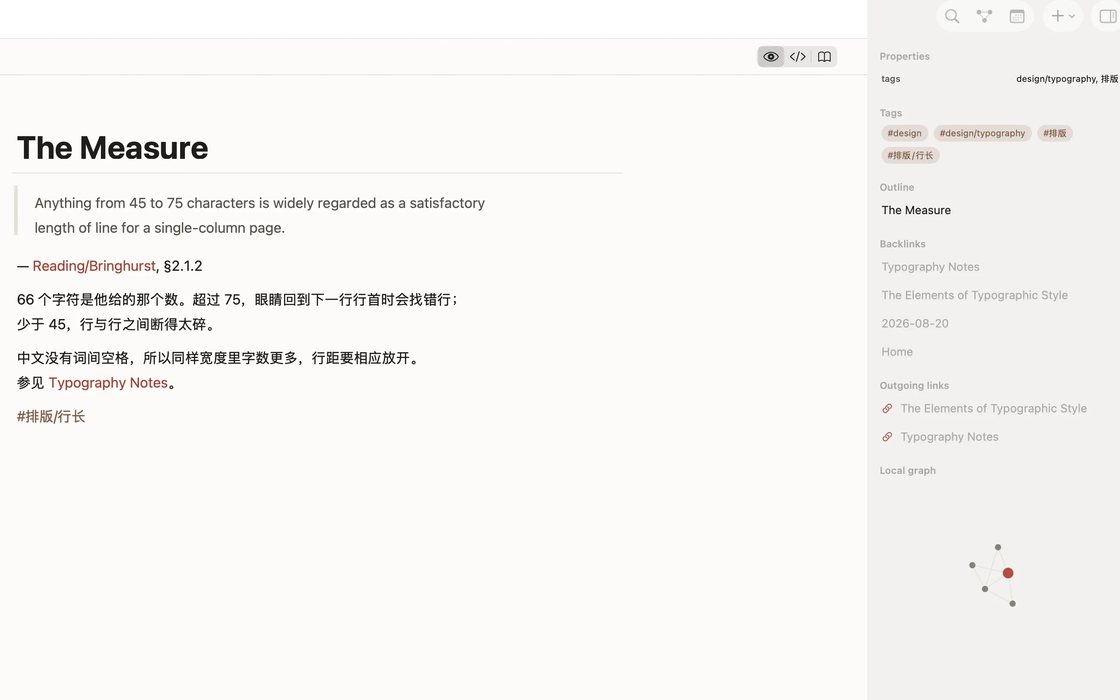 The Measure
Anything from 45 to 75 characters is widely regarded as a satisfactory
length of line for a single-column page.
— Reading/Bringhurst, §2.1.2
66 个字符是他给的那个数。超过 75，眼睛回到下一行行首时会找错行；
少于 45，行与行之间断得太碎。
中文没有词间空格，所以同样宽度里字数更多，行距要相应放开。
参见 Typography Notes。
#排版/行长
Properties
tags design/typography, 排版
Tags
#design #design/typography #排版
#排版/行长
Outline
The Measure
Backlinks
Typography Notes
The Elements of Typographic Style
2026-08-20
Home
Outgoing links
The Elements of Typographic Style
Typography Notes
Local graph